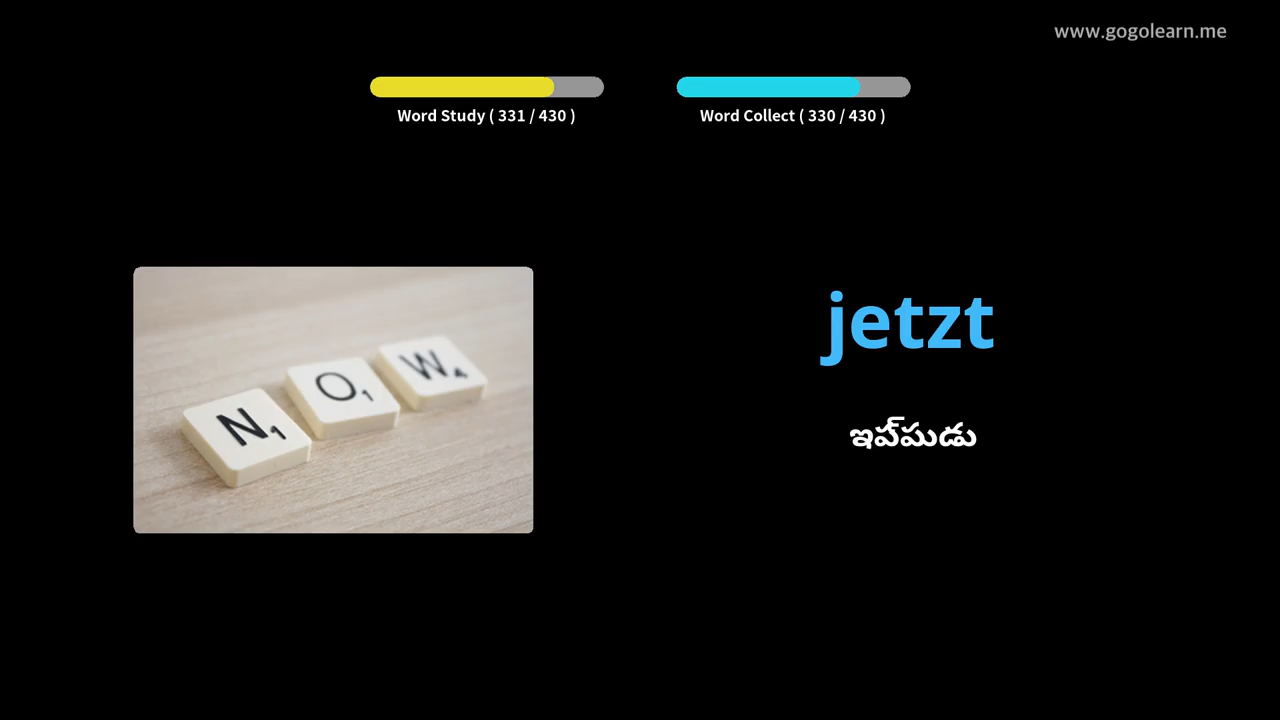 www.gogolearn.me
Word Study ( 331 / 430 )
Word Collect ( 330 / 430 )
jetzt
ఇప్పుడు
N1 O1 W4